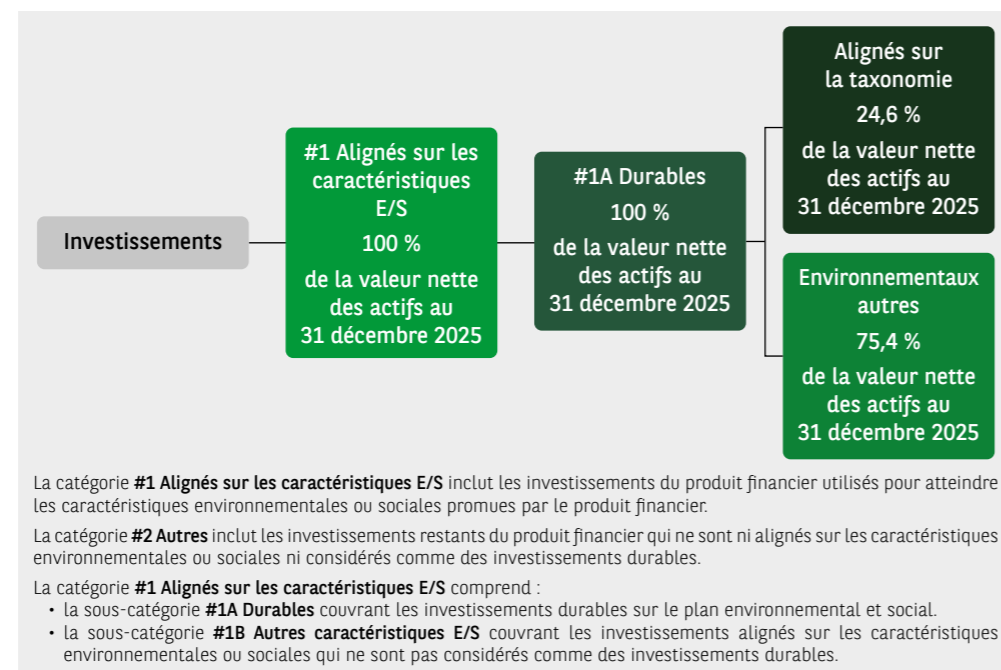 Investissements
#1 Alignés sur les
caractéristiques
E/S
100 %
de la valeur nette
des actifs au
31 décembre 2025
#1A Durables
100 %
de la valeur nette
des actifs au
31 décembre 2025
Alignés sur
la taxonomie
24,6 %
de la valeur nette
des actifs au
31 décembre 2025
Environnementaux
autres
75,4 %
de la valeur nette
des actifs au
31 décembre 2025
La catégorie #1 Alignés sur les caractéristiques E/S inclut les investissements du produit financier utilisés pour atteindre
les caractéristiques environnementales ou sociales promues par le produit financier.
La catégorie #2 Autres inclut les investissements restants du produit financier qui ne sont ni alignés sur les caractéristiques
environnementales ou sociales ni considérés comme des investissements durables.
La catégorie #1 Alignés sur les caractéristiques E/S comprend :
• la sous-catégorie #1A Durables couvrant les investissements durables sur le plan environnemental et social.
• la sous-catégorie #1B Autres caractéristiques E/S couvrant les investissements alignés sur les caractéristiques
environnementales ou sociales qui ne sont pas considérés comme des investissements durables.